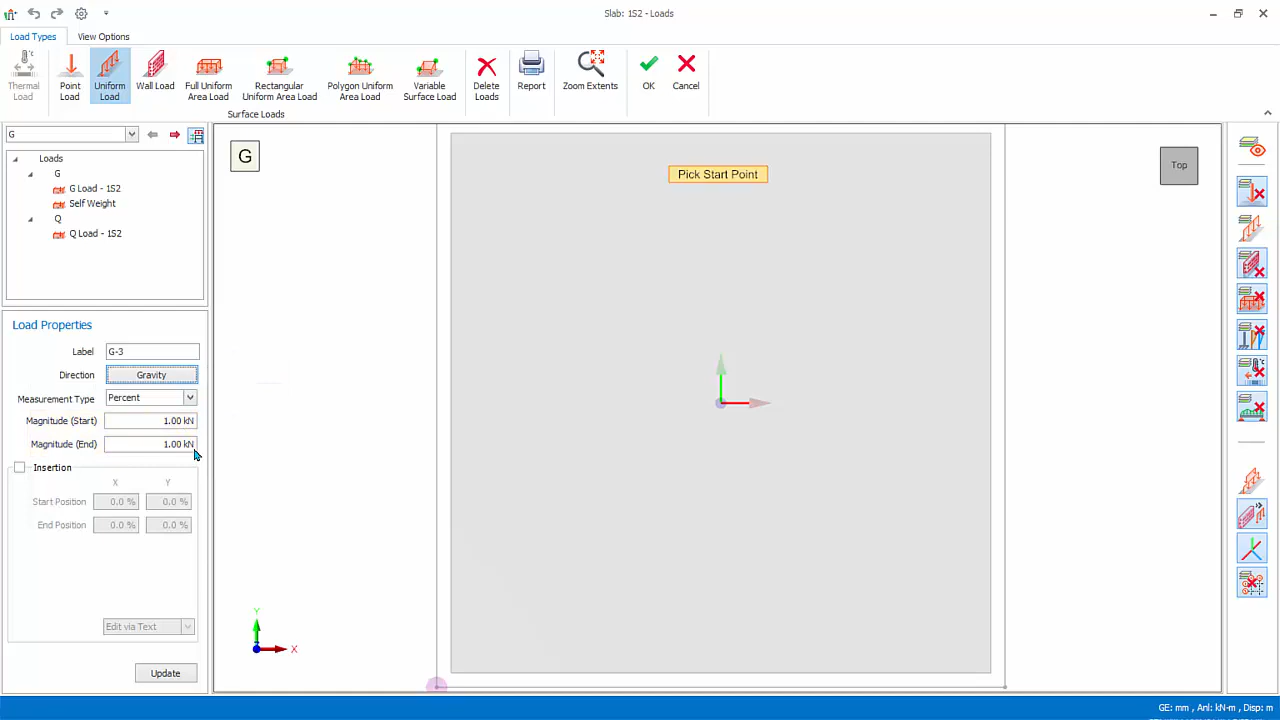 Slab: 1S2 - Loads
Load Types
View Options
Thermal Load
Point Load
Uniform Load
Wall Load
Full Uniform Area Load
Rectangular Uniform Area Load
Polygon Uniform Area Load
Variable Surface Load
Delete Loads
Report
Zoom Extents
OK
Cancel
Surface Loads
G
Loads
G
G Load - 1S2
Self Weight
Q
Q Load - 1S2
Load Properties
Label G-3
Direction Gravity
Measurement Type Percent
Magnitude (Start) 1.00 kN
Magnitude (End) 1.00 kN
Insertion
X Y
Start Position 0.0 % 0.0 %
End Position 0.0 % 0.0 %
Edit via Text
Update
G
Pick Start Point
Top
Y
Z
X
GE: mm , Anl: kN-m , Disp: m